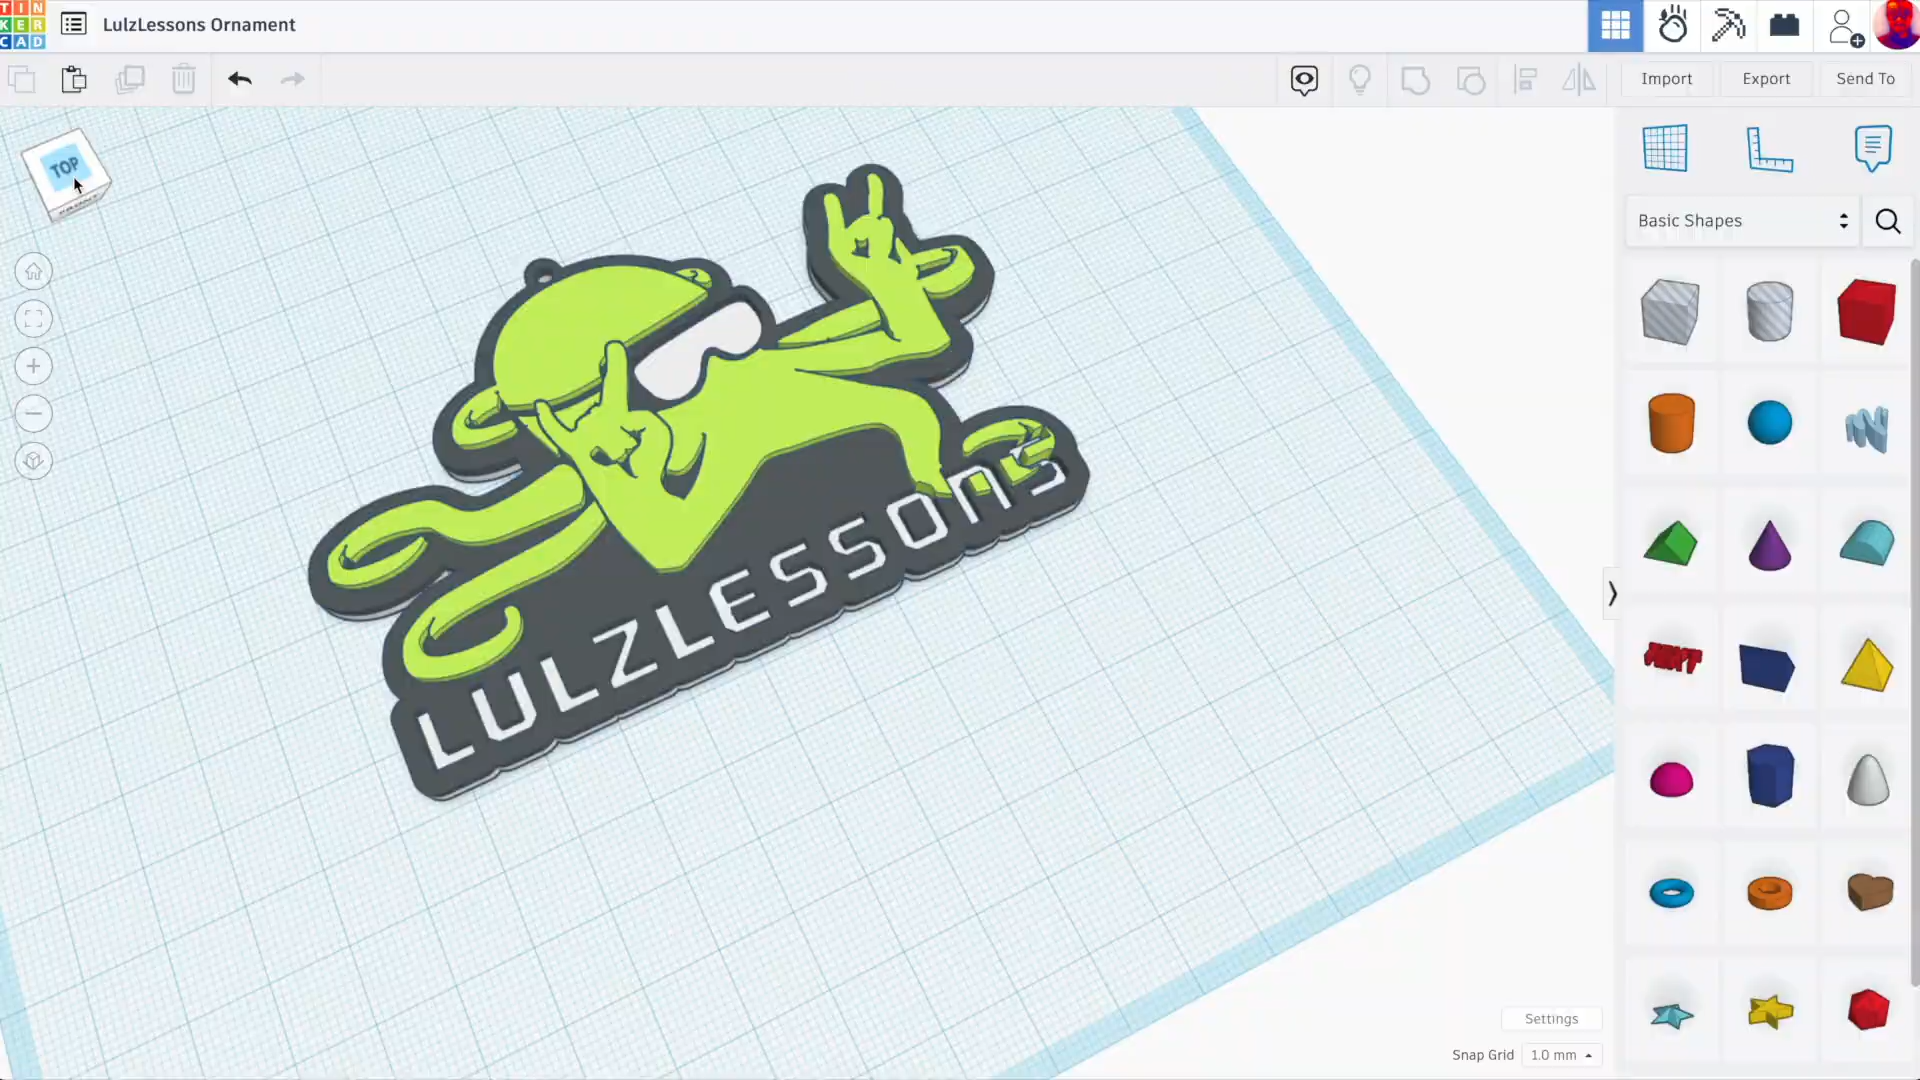 TIN
KER
CAD
LulzLessons Ornament
Import
Export
Send To
TOP
Basic Shapes
LULZLESSONS
TEXT
Settings
Snap Grid
1.0 mm